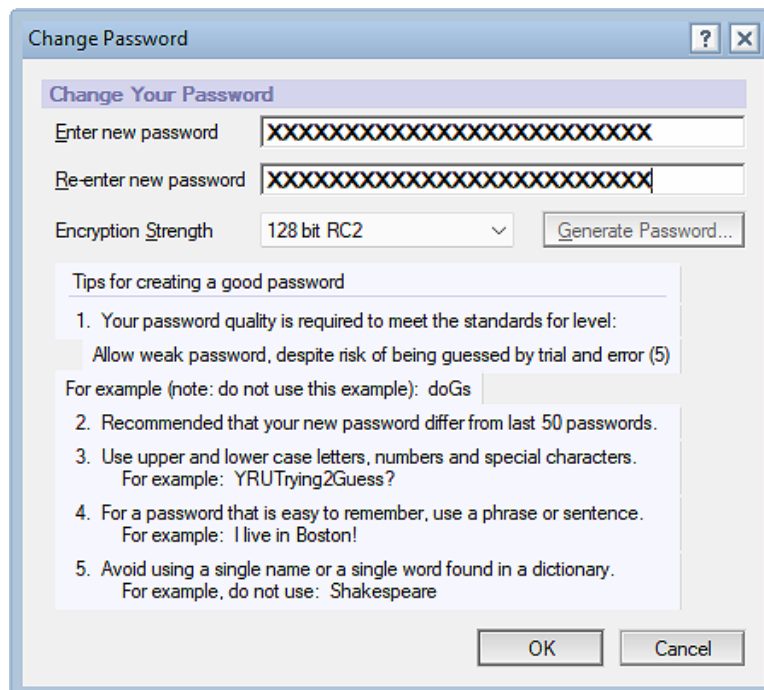 Change Password
Change Your Password
Enter new password XXXXXXXXXXXXXXXXXXXXXXXXX
Re-enter new password XXXXXXXXXXXXXXXXXXXXXXXXX
Encryption Strength 128 bit RC2 Generate Password...
Tips for creating a good password
1. Your password quality is required to meet the standards for level:
Allow weak password, despite risk of being guessed by trial and error (5)
For example (note: do not use this example): doGs
2. Recommended that your new password differ from last 50 passwords.
3. Use upper and lower case letters, numbers and special characters.
For example: YRUTrying2Guess?
4. For a password that is easy to remember, use a phrase or sentence.
For example: I live in Boston!
5. Avoid using a single name or a single word found in a dictionary.
For example, do not use: Shakespeare
OK Cancel